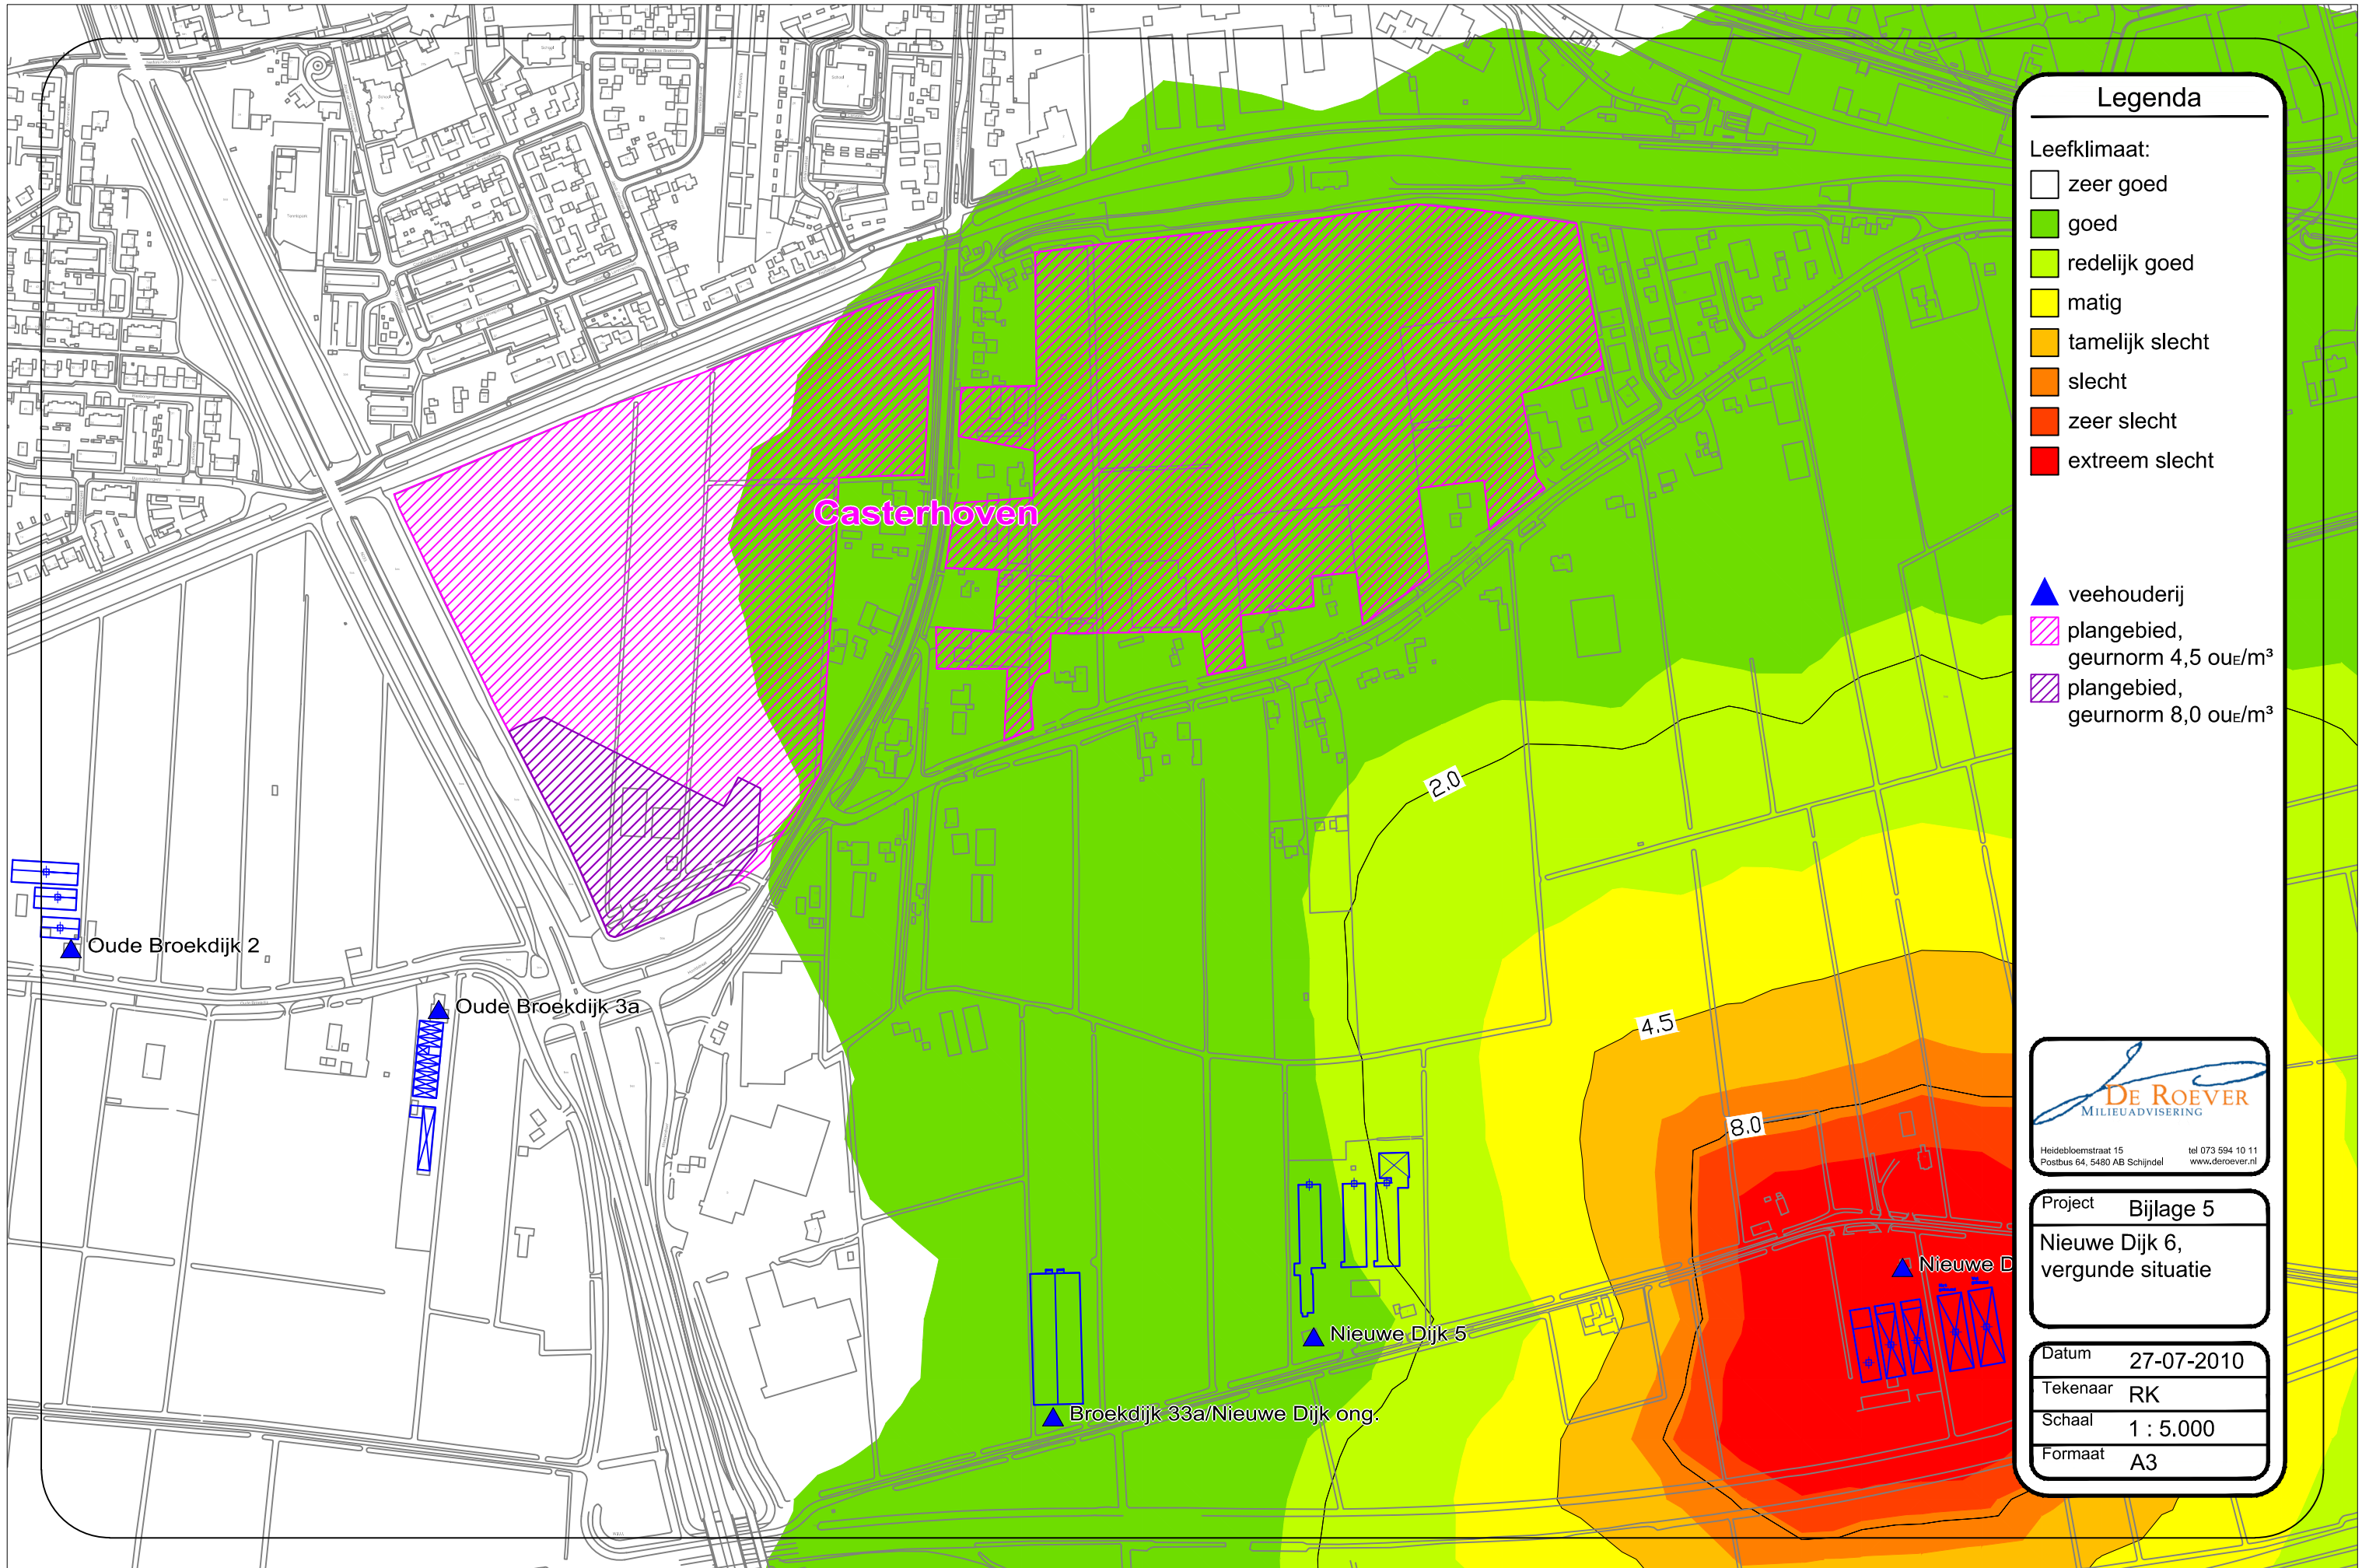 Legenda
Leefklimaat:
zeer goed
goed
redelijk goed
matig
tamelijk slecht
slecht
zeer slecht
extreem slecht
veehouderij
plangebied,
geurnorm 4,5 ouE/m³
plangebied,
geurnorm 8,0 ouE/m³
Casterhoven
2.0
4.5
8.0
Oude Broekdijk 2
Oude Broekdijk 3a
Nieuwe D
Nieuwe Dijk 5
Broekdijk 33a/Nieuwe Dijk ong.
DE ROEVER
MILIEUADVISERING
Heidebloemstraat 15 tel 073 594 10 11
Postbus 64, 5480 AB Schijndel www.deroever.nl
Project Bijlage 5
Nieuwe Dijk 6,
vergunde situatie
Datum 27-07-2010
Tekenaar RK
Schaal 1 : 5.000
Formaat A3